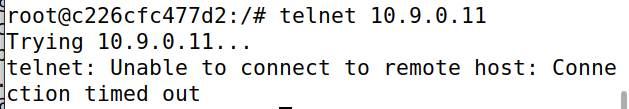 root@c226cfc477d2:/# telnet 10.9.0.11
Trying 10.9.0.11...
telnet: Unable to connect to remote host: Conne
ction timed out